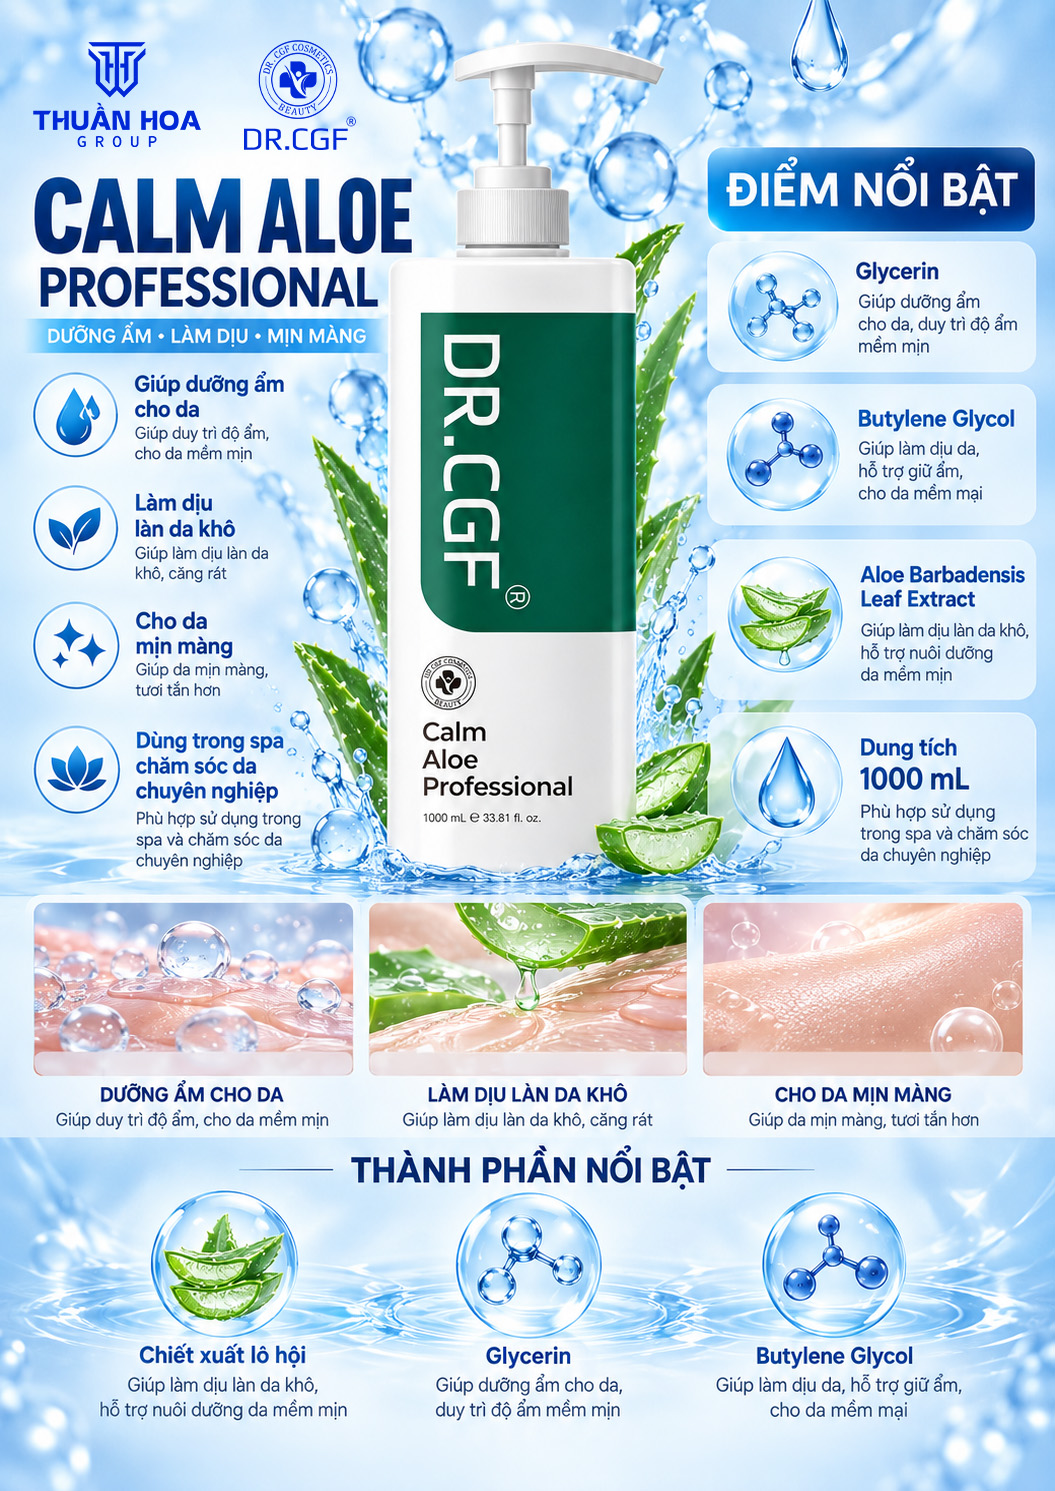 THUẦN HOA
GROUP
DR. CGF COSMETICS
BEAUTY
DR.CGF®
CALM ALOE
PROFESSIONAL
DƯỠNG ẨM • LÀM DỊU • MỊN MÀNG
Giúp dưỡng ẩm
cho da
Giúp duy trì độ ẩm,
cho da mềm mịn
Làm dịu
làn da khô
Giúp làm dịu làn da
khô, căng rát
Cho da
mịn màng
Giúp da mịn màng,
tươi tắn hơn
Dùng trong spa
chăm sóc da
chuyên nghiệp
Phù hợp sử dụng trong
spa và chăm sóc da
chuyên nghiệp
DR.CGF®
DR. CGF COSMETICS
BEAUTY
Calm
Aloe
Professional
1000 mL ℮ 33.81 fl. oz.
ĐIỂM NỔI BẬT
Glycerin
Giúp dưỡng ẩm
cho da, duy trì độ ẩm
mềm mịn
Butylene Glycol
Giúp làm dịu da,
hỗ trợ giữ ẩm,
cho da mềm mại
Aloe Barbadensis
Leaf Extract
Giúp làm dịu làn da khô,
hỗ trợ nuôi dưỡng
da mềm mịn
Dung tích
1000 mL
Phù hợp sử dụng
trong spa và chăm sóc
da chuyên nghiệp
DƯỠNG ẨM CHO DA
Giúp duy trì độ ẩm, cho da mềm mịn
LÀM DỊU LÀN DA KHÔ
Giúp làm dịu làn da khô, căng rát
CHO DA MỊN MÀNG
Giúp da mịn màng, tươi tắn hơn
THÀNH PHẦN NỔI BẬT
Chiết xuất lô hội
Giúp làm dịu làn da khô,
hỗ trợ nuôi dưỡng da mềm mịn
Glycerin
Giúp dưỡng ẩm cho da,
duy trì độ ẩm mềm mịn
Butylene Glycol
Giúp làm dịu da, hỗ trợ giữ ẩm,
cho da mềm mại